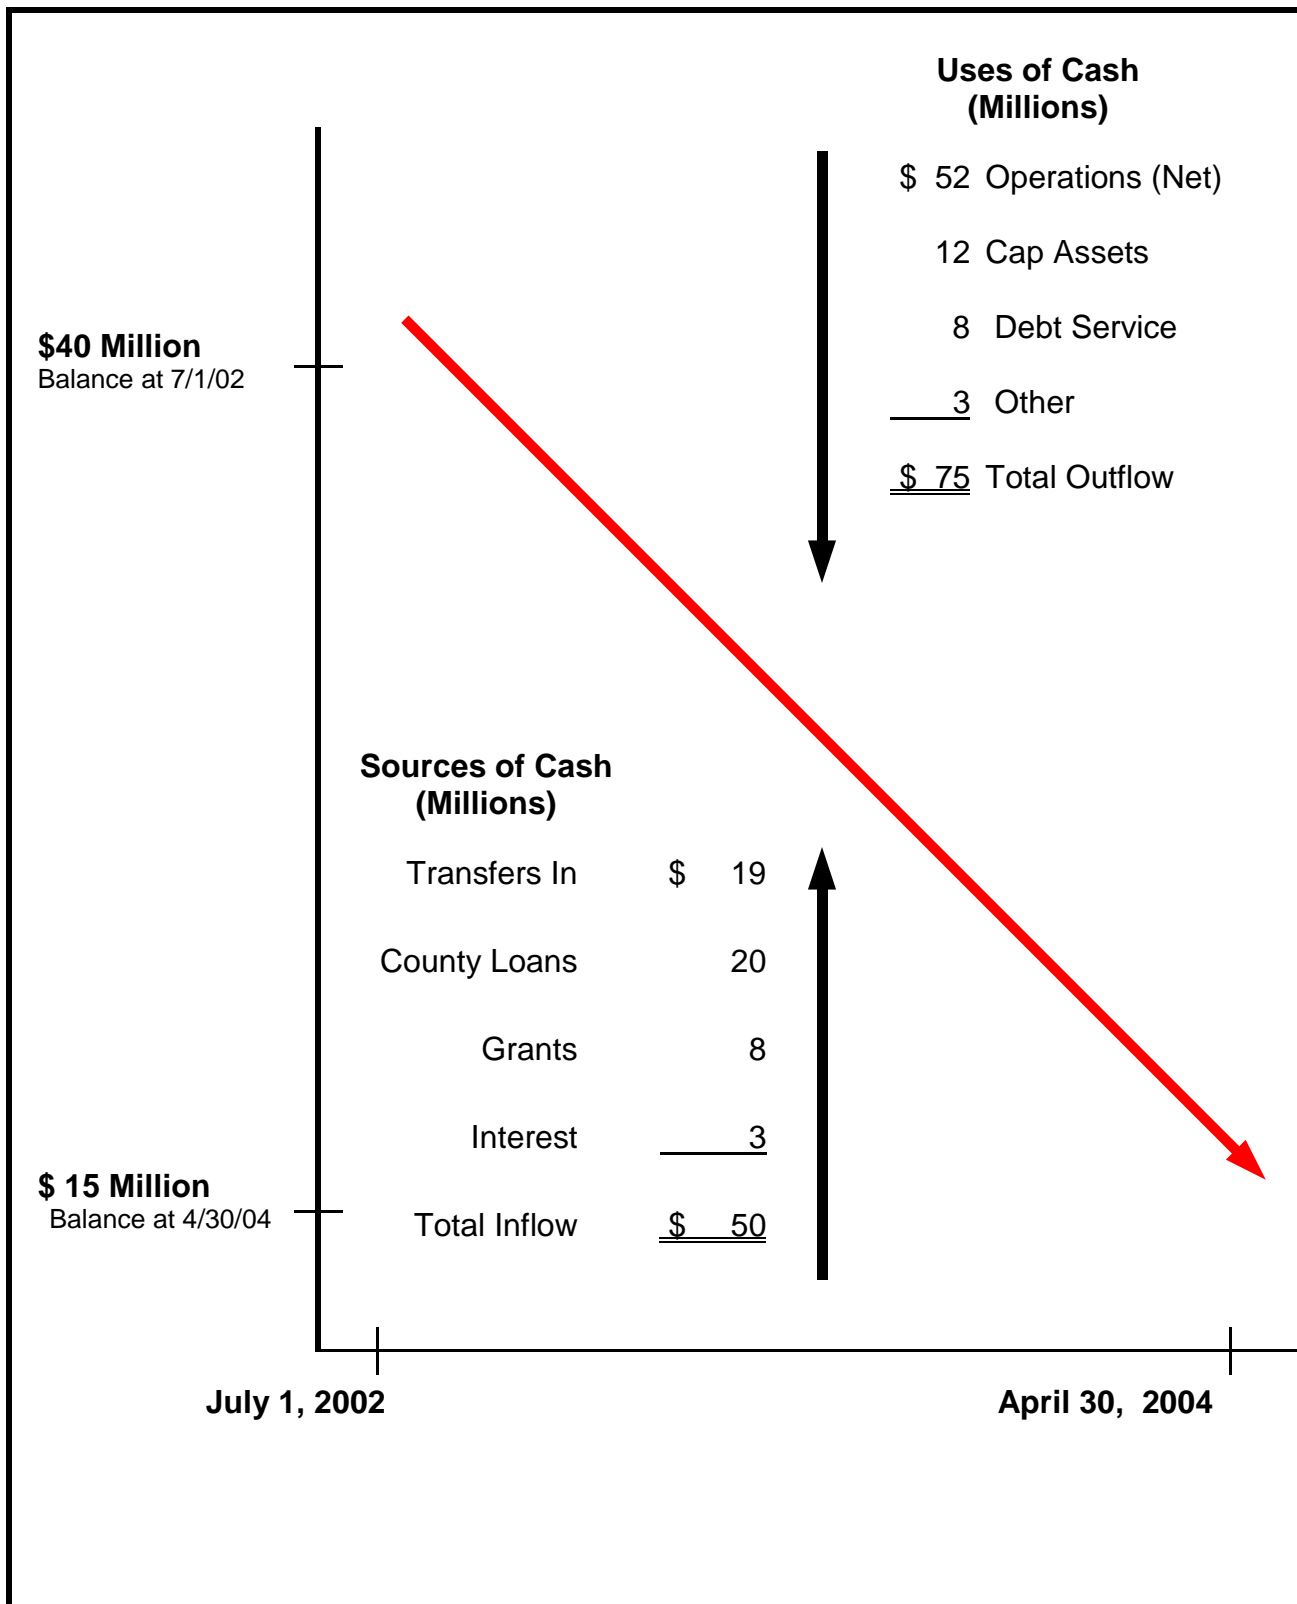 Uses of Cash
(Millions)
$ 52 Operations (Net)
12 Cap Assets
8 Debt Service
3 Other
$ 75 Total Outflow
$40 Million
Balance at 7/1/02
Sources of Cash
(Millions)
Transfers In $ 19
County Loans 20
Grants 8
Interest 3
Total Inflow $ 50
$ 15 Million
Balance at 4/30/04
July 1, 2002
April 30, 2004